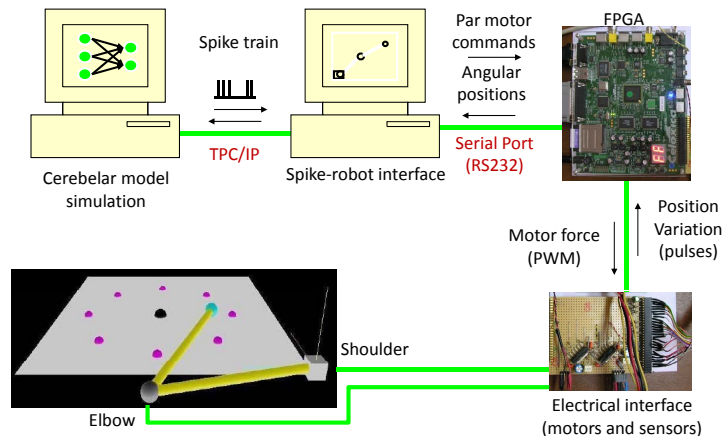 Spike train
Par motor
commands
Angular
positions
FPGA
TPC/IP
Serial Port
(RS232)
Cerebelar model
simulation
Spike-robot interface
Motor force
(PWM)
Position
Variation
(pulses)
Shoulder
Elbow
Electrical interface
(motors and sensors)